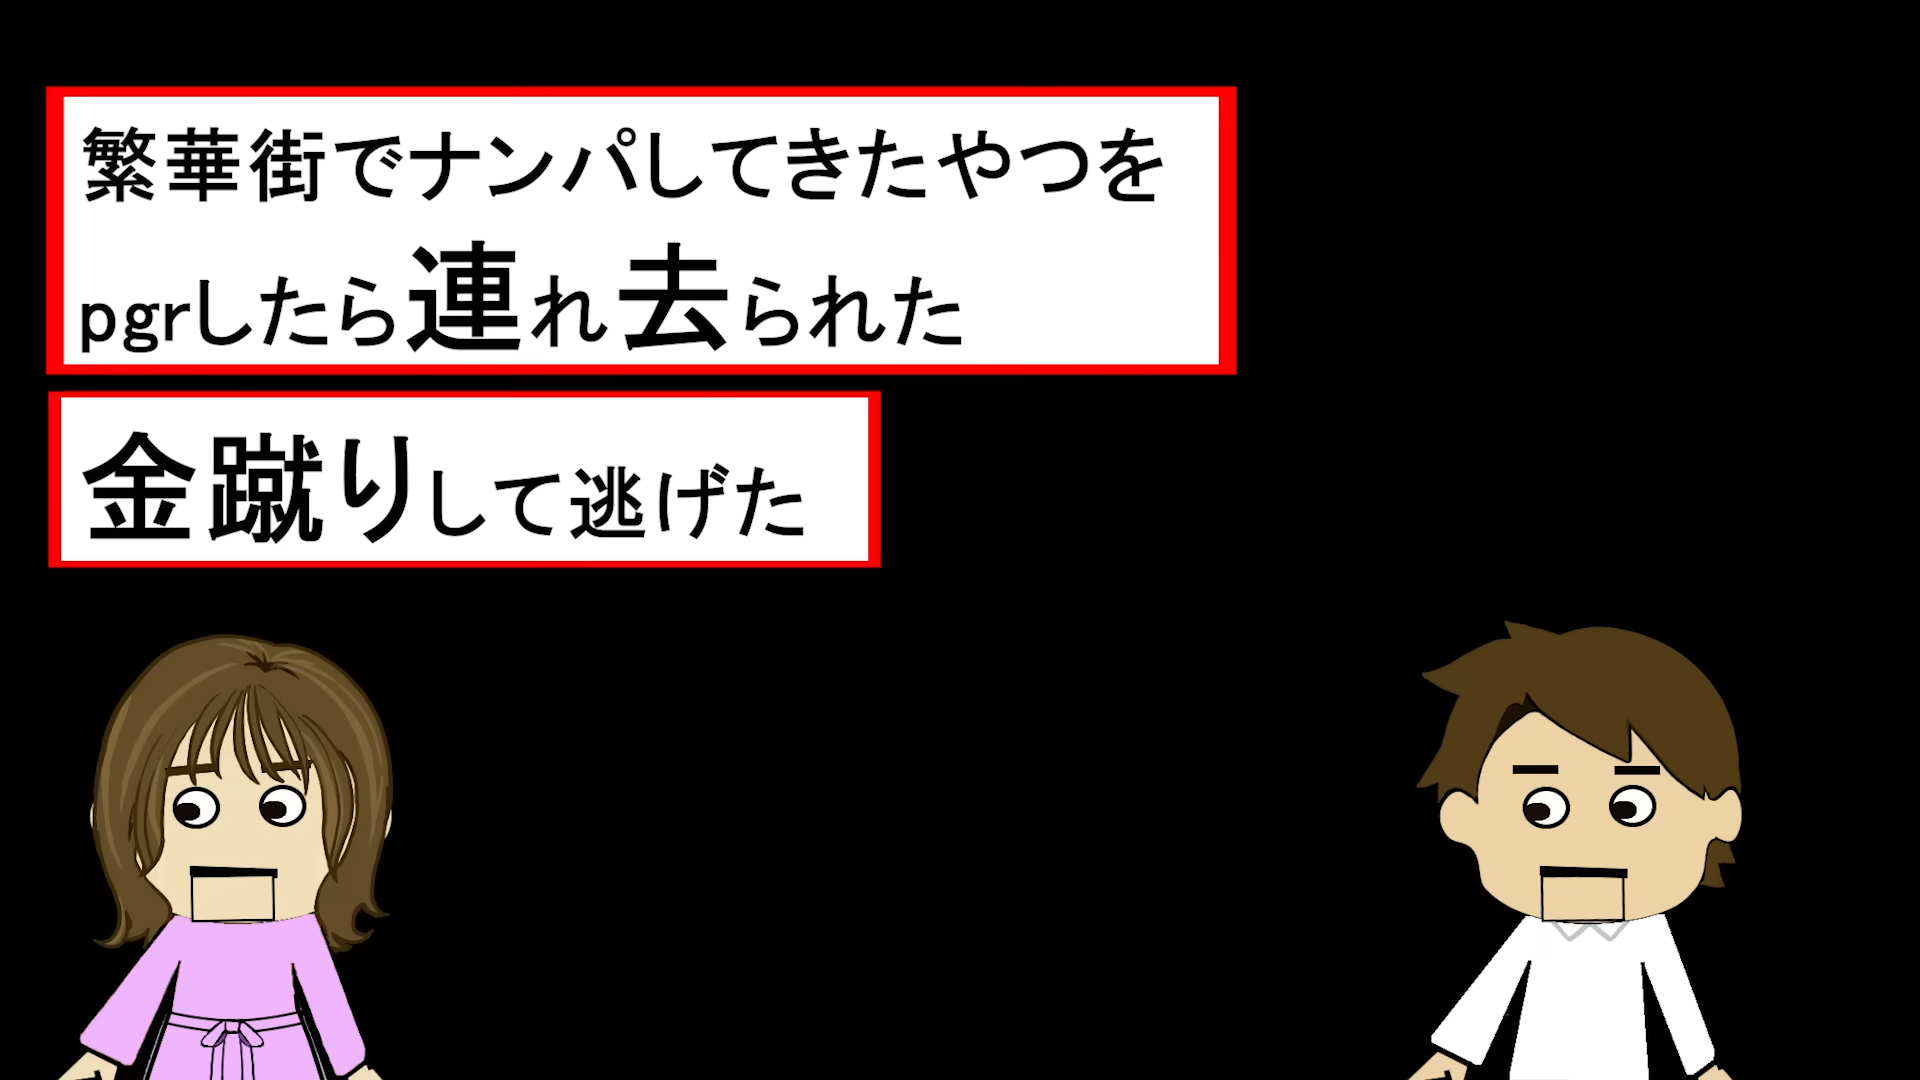 繁華街でナンパしてきたやつを
pgrしたら連れ去られた
金蹴りして逃げた